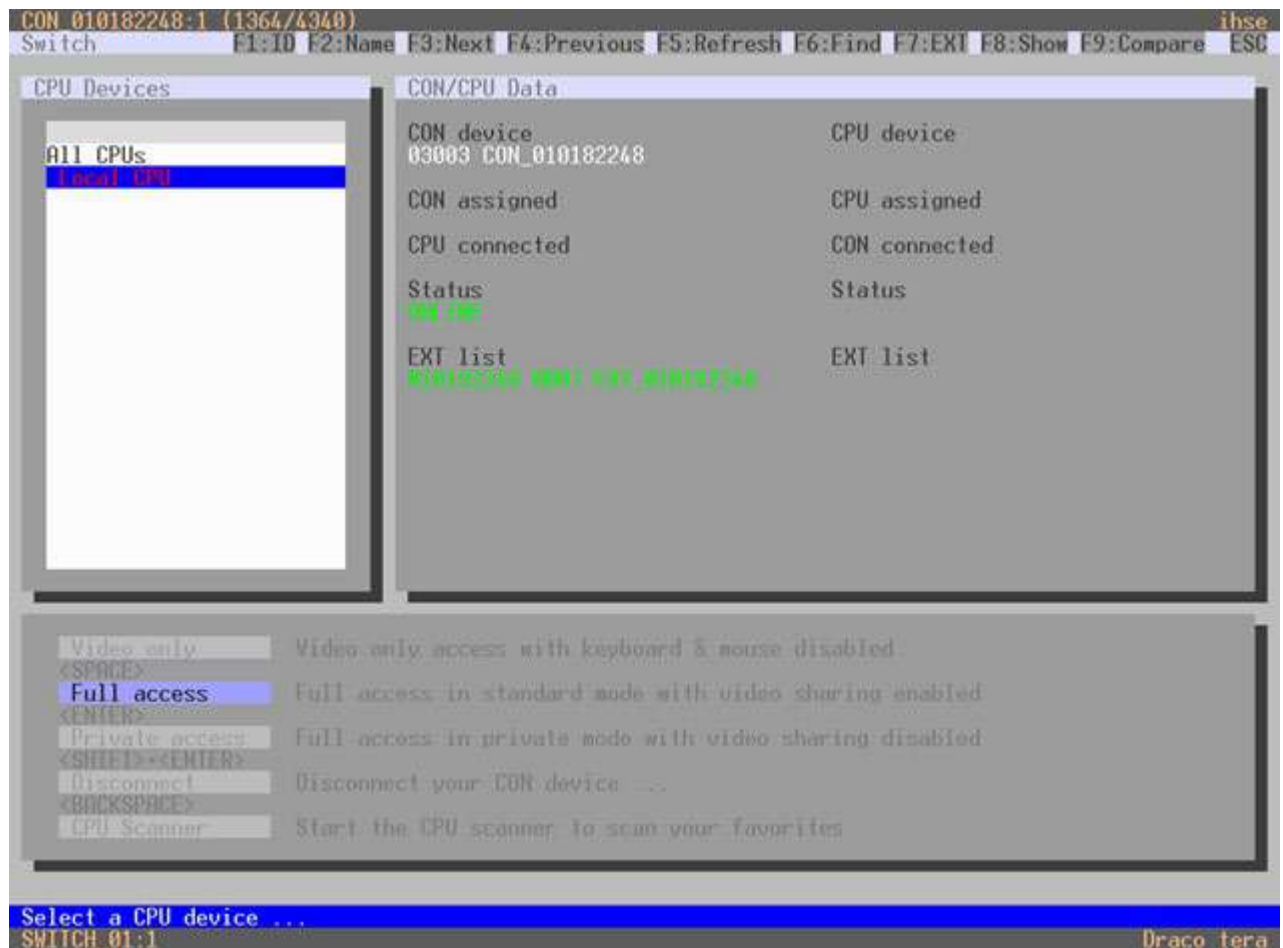 CON_010182248:1 (1364/4340) ihse
Switch F1:ID F2:Name F3:Next F4:Previous F5:Refresh F6:Find F7:EXT F8:Show F9:Compare ESC
CPU Devices
All CPUs
Local CPU
CON/CPU Data
CON device CPU device
03003 CON_010182248
CON assigned CPU assigned
CPU connected CON connected
Status Status
ONLINE
EXT list EXT list
Video only Video only access with keyboard & mouse disabled
<SPACE>
Full access Full access in standard mode with video sharing enabled
<ENTER>
Private access Full access in private mode with video sharing disabled
<SHIFT>+<ENTER>
Disconnect Disconnect your CON device ...
<BACKSPACE>
CPU Scanner Start the CPU scanner to scan your favorites
Select a CPU device ...
SWITCH_01:1 Draco tera